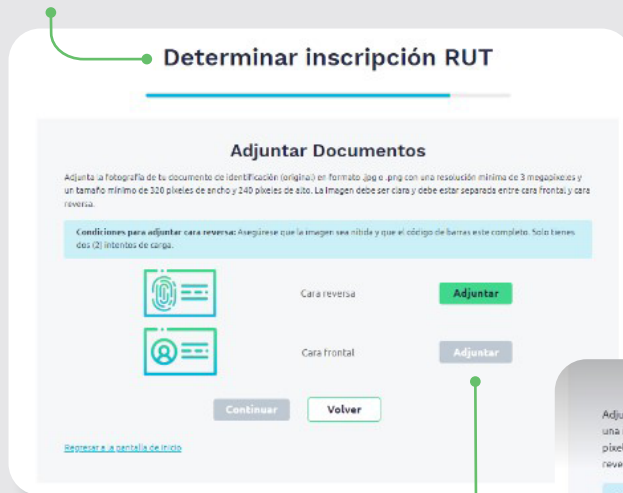 Determinar inscripción RUT
Adjuntar Documentos
Adjunta la fotografía de tu documento de identificación (original) en formato .jpg o .png con una resolución mínima de 3 megapíxeles y
un tamaño mínimo de 320 píxeles de ancho y 240 píxeles de alto. La imagen debe ser clara y debe estar separada entre cara frontal y cara
reversa.
Condiciones para adjuntar cara reversa: Asegúrese que la imagen sea nítida y que el código de barras este completo. Solo tienes
dos (2) intentos de carga.
Cara reversa
Adjuntar
Cara frontal
Adjuntar
Continuar
Volver
Regresar a la pantalla de inicio
Adju
una
píxel
reve